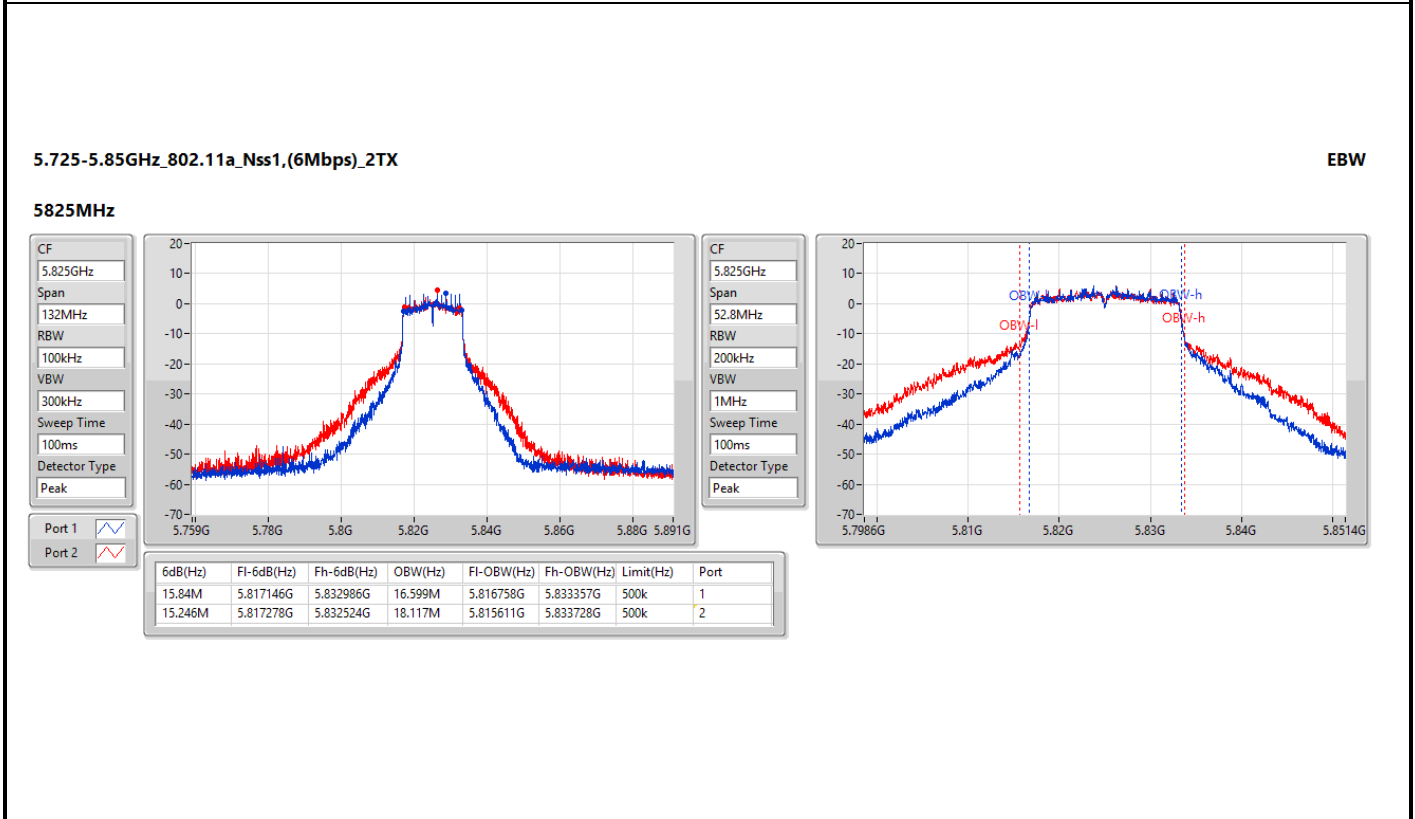 5.725-5.85GHz_802.11a_Nss1,(6Mbps)_2TX EBW
5825MHz
CF
5.825GHz
Span
132MHz
RBW
100kHz
VBW
300kHz
Sweep Time
100ms
Detector Type
Peak
Port 1
Port 2
20
10
0
-10
-20
-30
-40
-50
-60
-70
5.759G 5.78G 5.8G 5.82G 5.84G 5.86G 5.88G 5.891G
CF
5.825GHz
Span
52.8MHz
RBW
200kHz
VBW
1MHz
Sweep Time
100ms
Detector Type
Peak
20
10
0
-10
-20
-30
-40
-50
-60
-70
OBW-l OBW-h
OBW-l OBW-h
5.7986G 5.81G 5.82G 5.83G 5.84G 5.8514G
6dB(Hz) Fl-6dB(Hz) Fh-6dB(Hz) OBW(Hz) Fl-OBW(Hz) Fh-OBW(Hz) Limit(Hz) Port
15.84M 5.817146G 5.832986G 16.599M 5.816758G 5.833357G 500k 1
15.246M 5.817278G 5.832524G 18.117M 5.815611G 5.833728G 500k 2